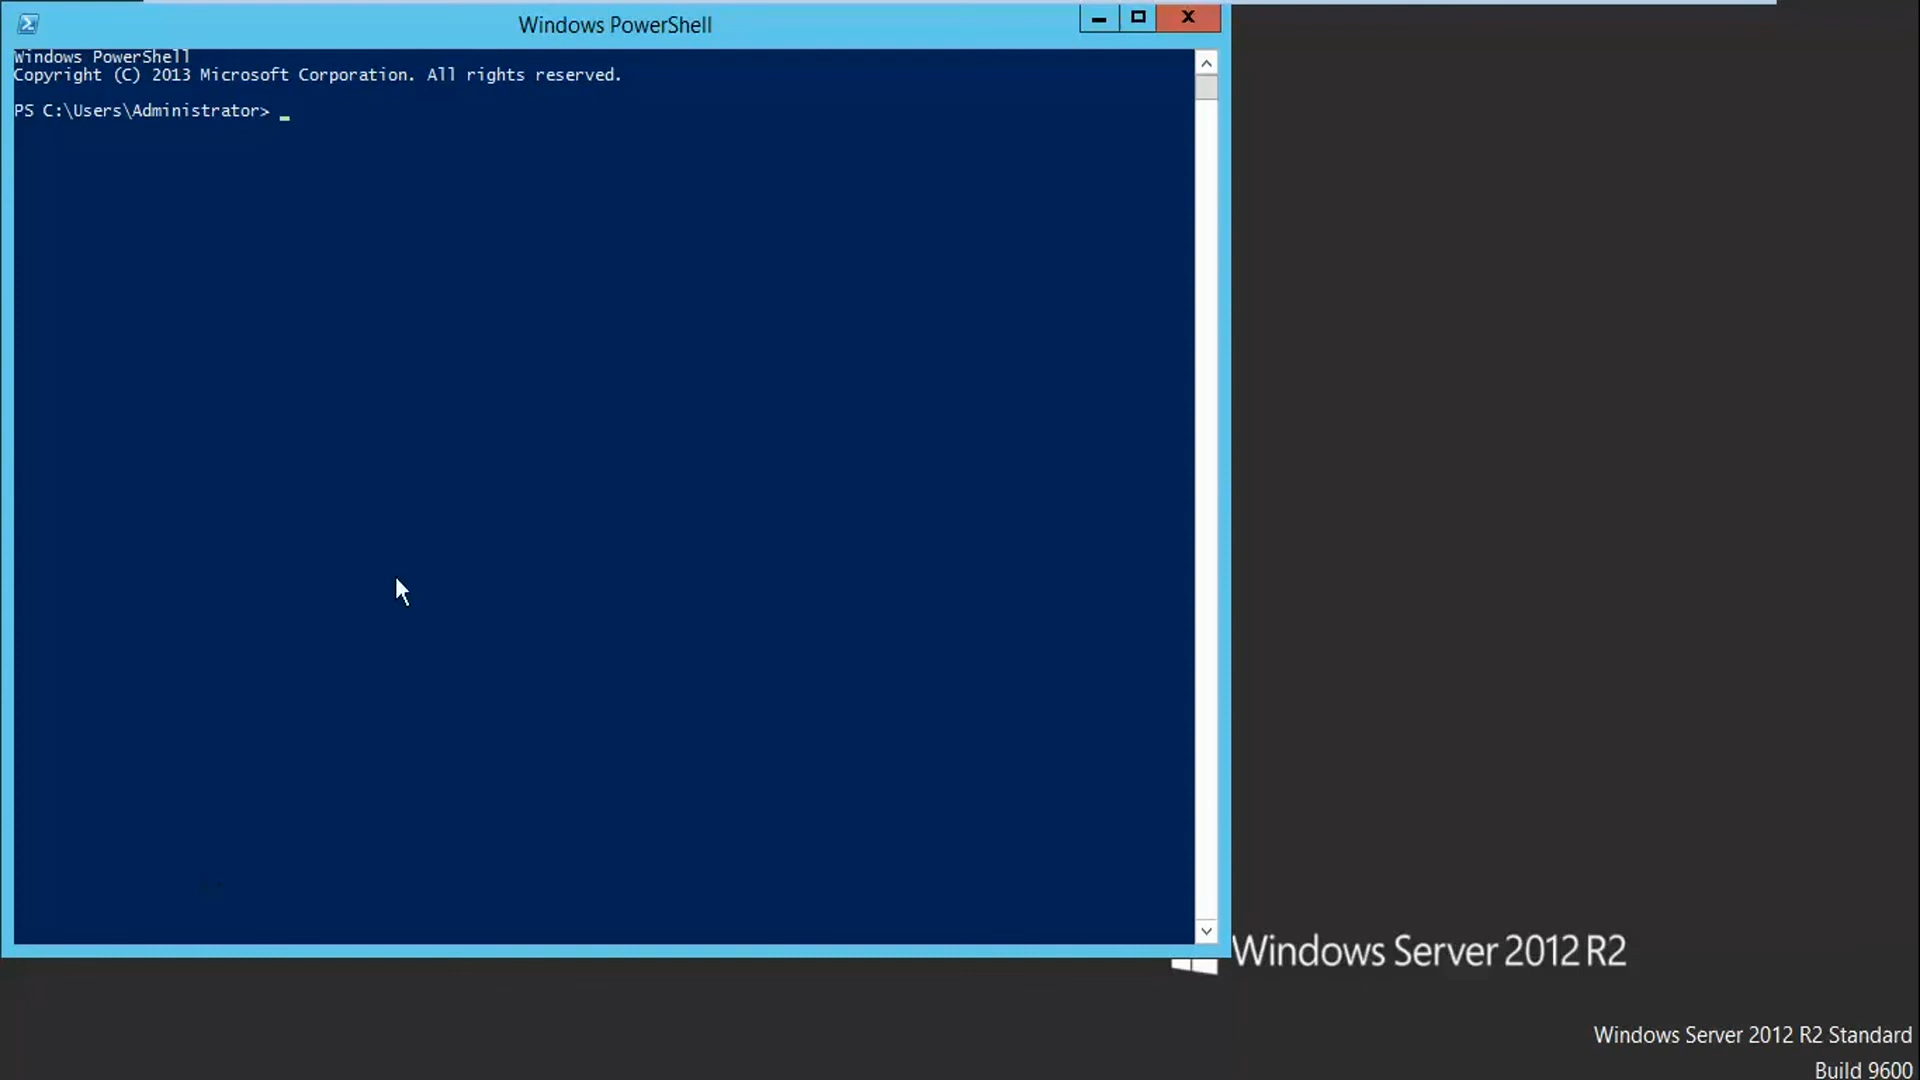 Windows PowerShell
Windows PowerShell
Copyright (C) 2013 Microsoft Corporation. All rights reserved.
PS C:\Users\Administrator> _
Windows Server 2012 R2
Windows Server 2012 R2 Standard
Build 9600